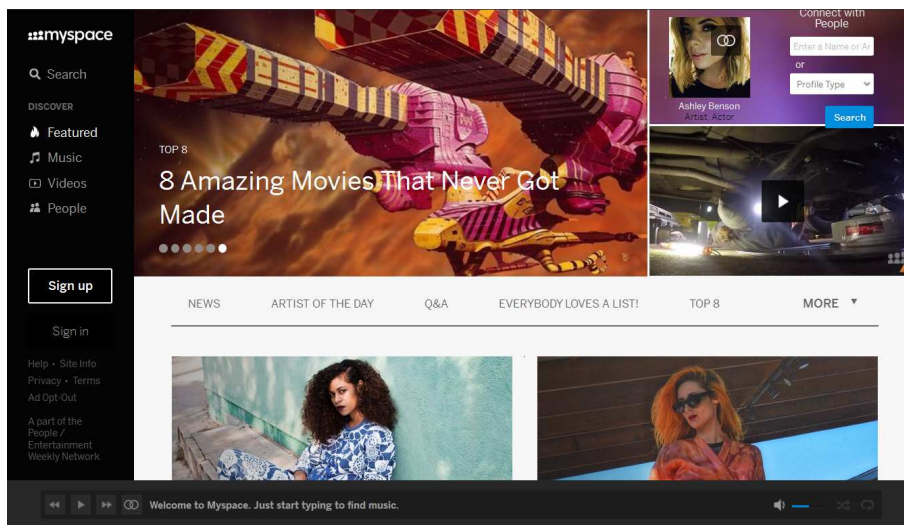 myspace
Search
DISCOVER
Featured
Music
Videos
People
Sign up
Sign in
Help • Site Info
Privacy • Terms
Ad Opt-Out
A part of the
People /
Entertainment
Weekly Network.
TOP 8
8 Amazing Movies That Never Got
Made
Ashley Benson
Artist, Actor
Connect with
People
Enter a Name or Ar
or
Profile Type
Search
NEWS ARTIST OF THE DAY Q&A EVERYBODY LOVES A LIST! TOP 8 MORE
Welcome to Myspace. Just start typing to find music.